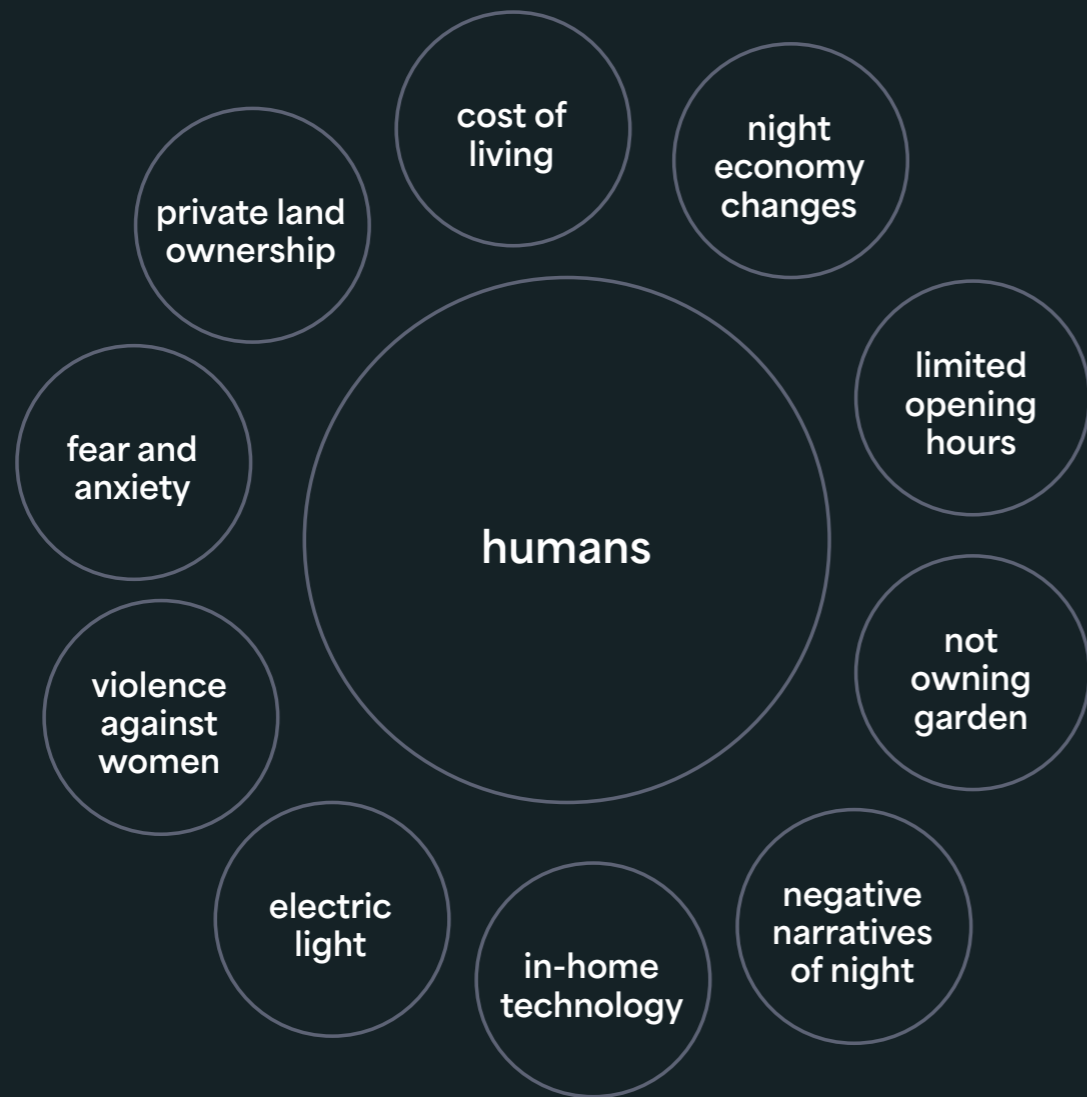 cost of
living
night
economy
changes
private land
ownership
limited
opening
hours
fear and
anxiety
humans
not
owning
garden
violence
against
women
electric
light
negative
narratives
of night
in-home
technology